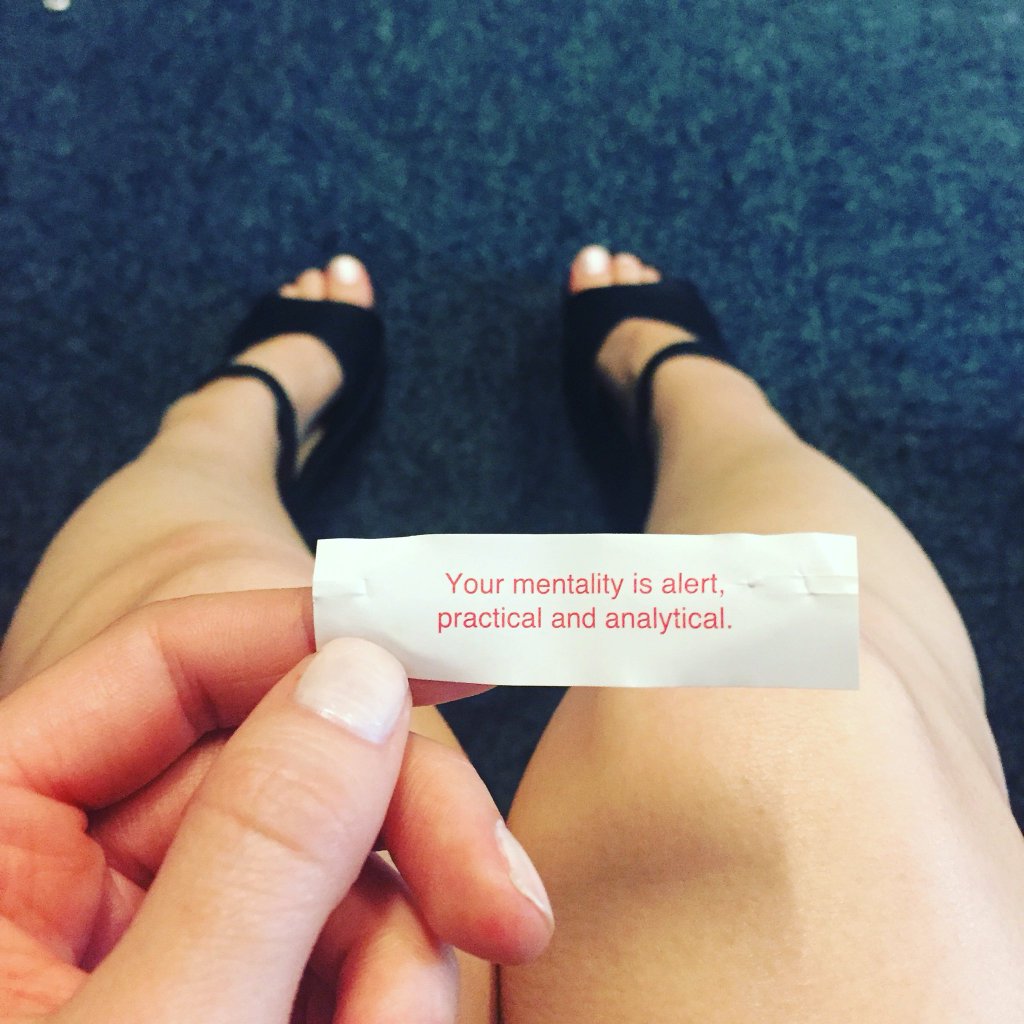 Your mentality is alert,
practical and analytical.